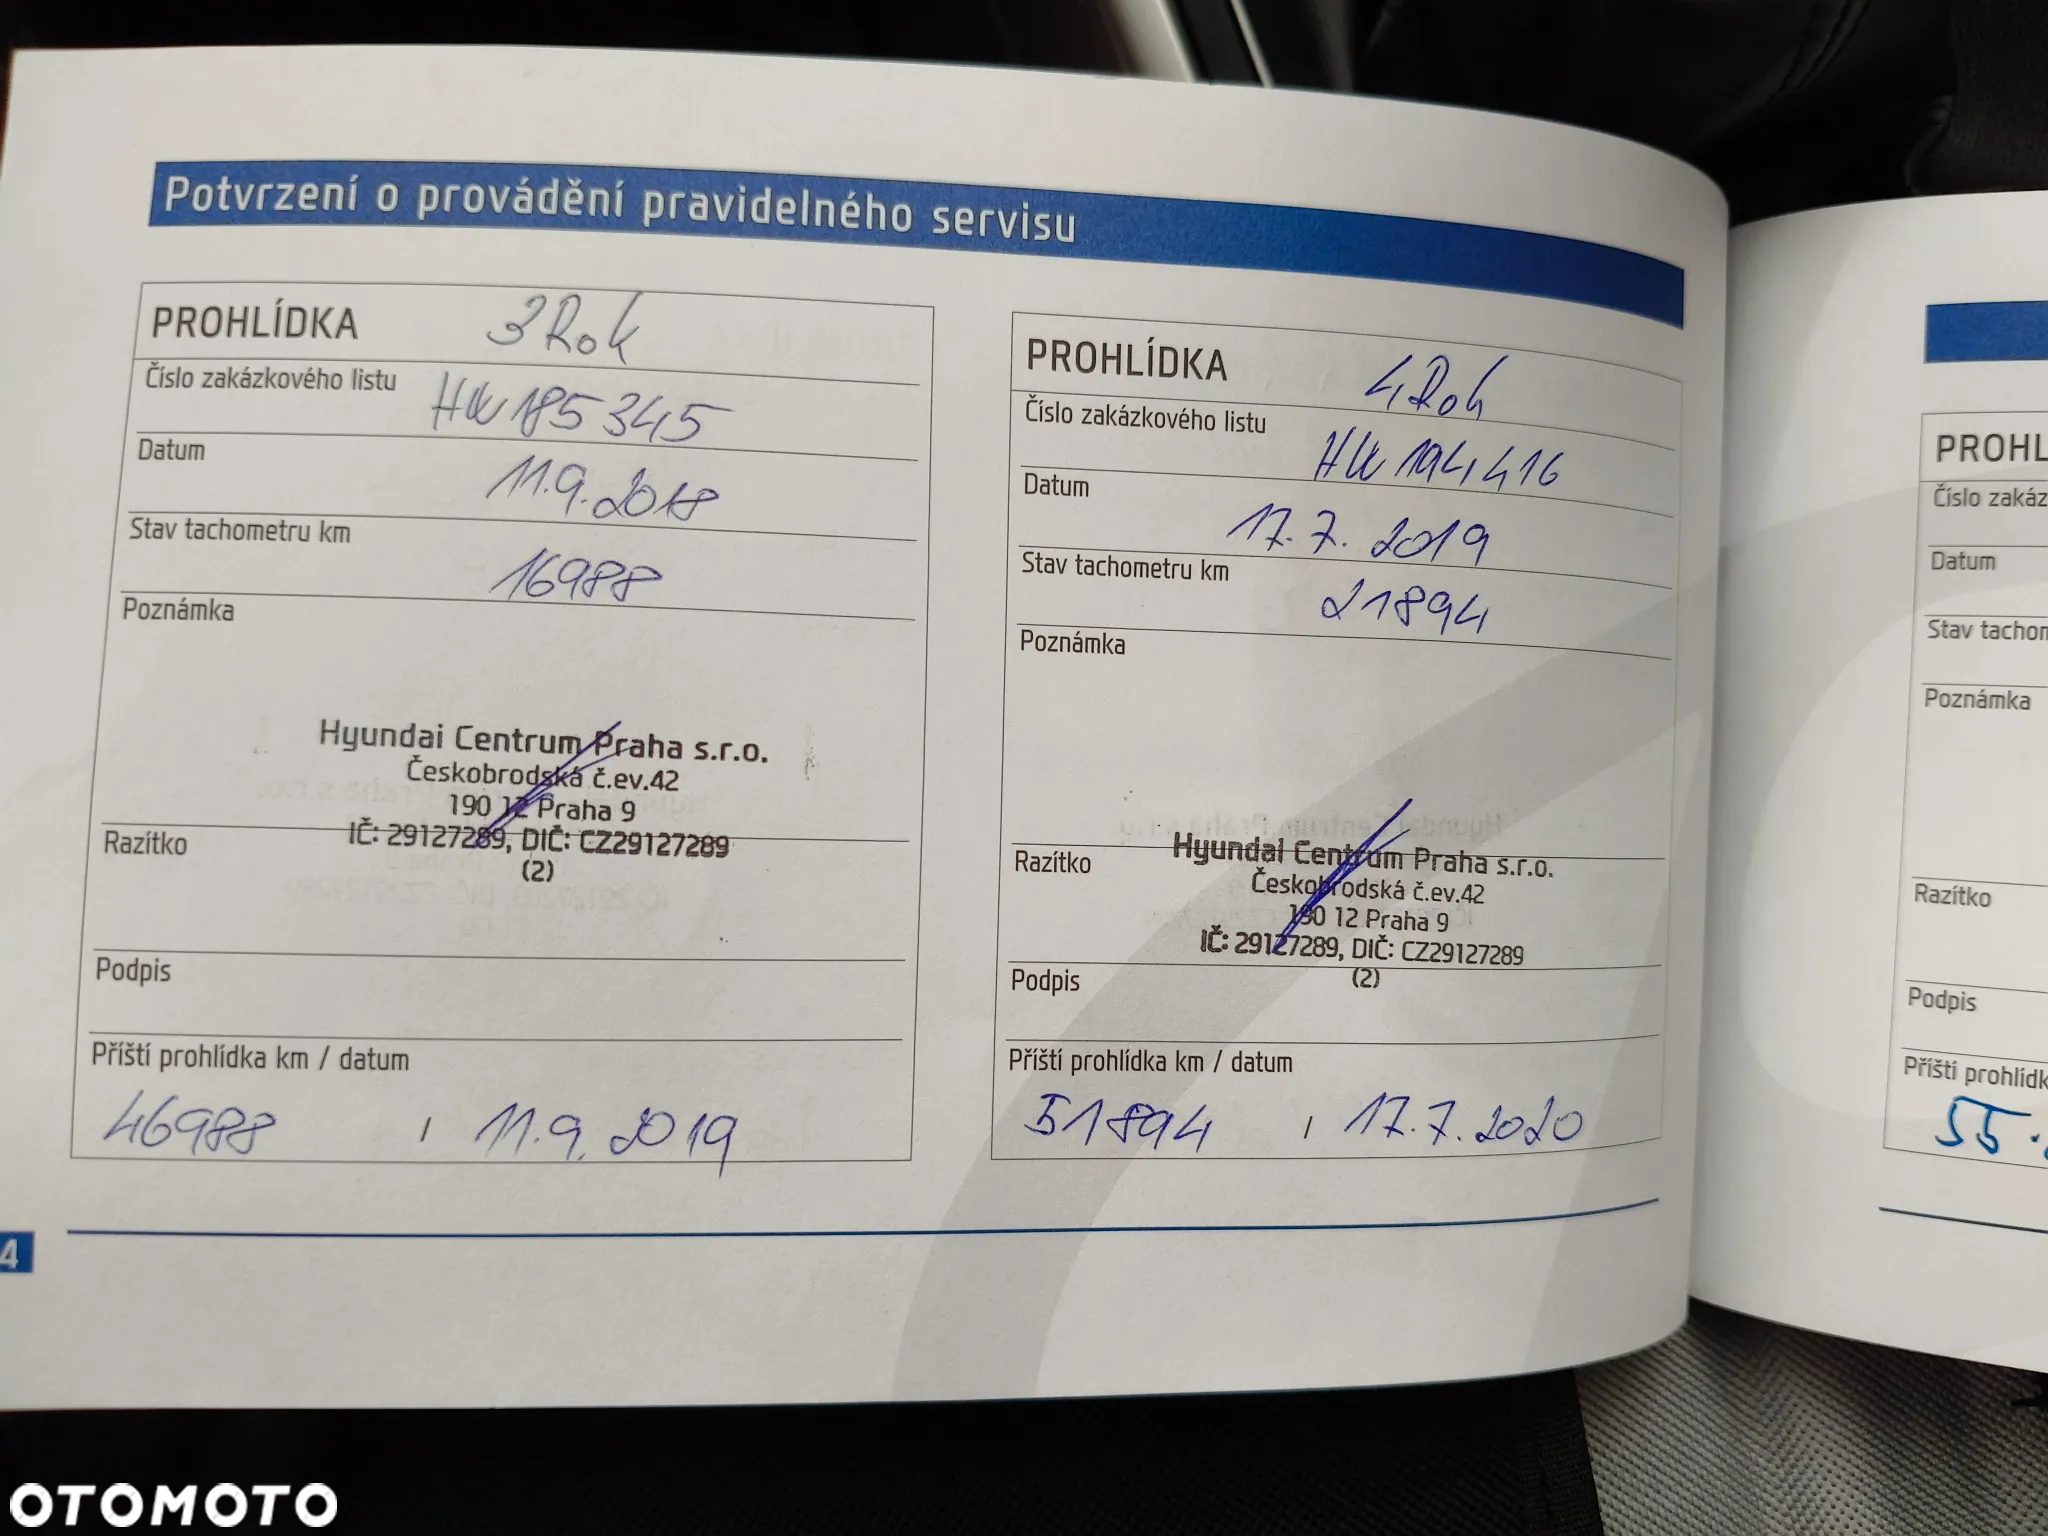 Potvrzení o provádění pravidelného servisu
PROHLÍDKA 3 Rok
Číslo zakázkového listu HW185345
Datum 11.9.2018
Stav tachometru km 16988
Poznámka
Hyundai Centrum Praha s.r.o.
Českobrodská č.ev.42
190 12 Praha 9
IČ: 29127289, DIČ: CZ29127289
(2)
Razítko
Podpis
Příští prohlídka km / datum
46988 / 11.9.2019
PROHLÍDKA 4 Rok
Číslo zakázkového listu HW194416
Datum 17.7.2019
Stav tachometru km 21894
Poznámka
Hyundai Centrum Praha s.r.o.
Českobrodská č.ev.42
190 12 Praha 9
IČ: 29127289, DIČ: CZ29127289
(2)
Razítko
Podpis
Příští prohlídka km / datum
51894 / 17.7.2020
4
PROHL
Číslo zakáz
Datum
Stav tachom
Poznámka
Razítko
Podpis
Příští prohlídk
55.
OTOMOTO